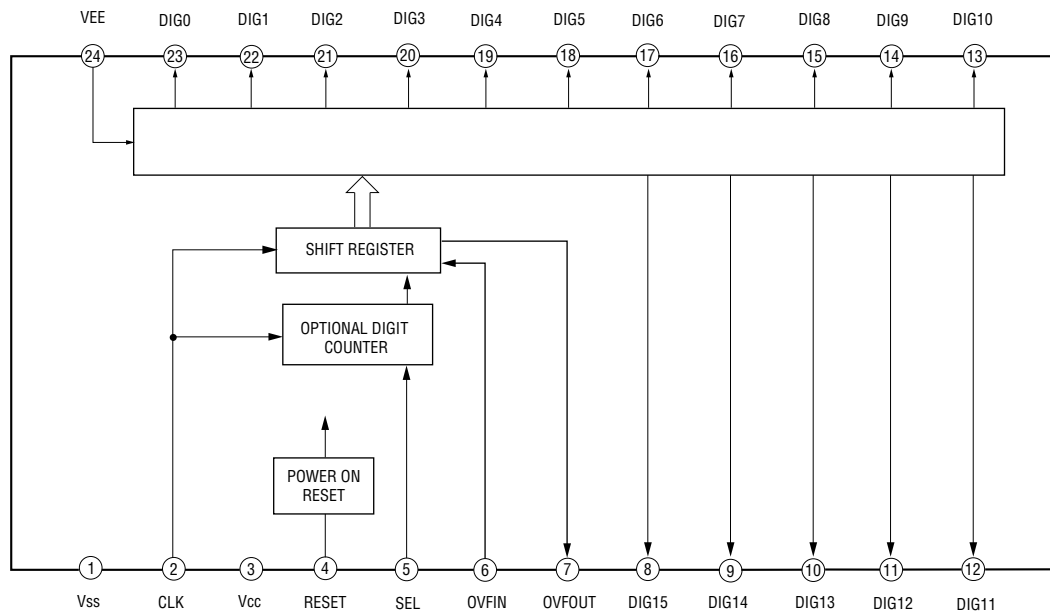 VEE DIG0 DIG1 DIG2 DIG3 DIG4 DIG5 DIG6 DIG7 DIG8 DIG9 DIG10
24 23 22 21 20 19 18 17 16 15 14 13
SHIFT REGISTER
OPTIONAL DIGIT
COUNTER
POWER ON
RESET
1 2 3 4 5 6 7 8 9 10 11 12
Vss CLK Vcc RESET SEL OVFIN OVFOUT DIG15 DIG14 DIG13 DIG12 DIG11